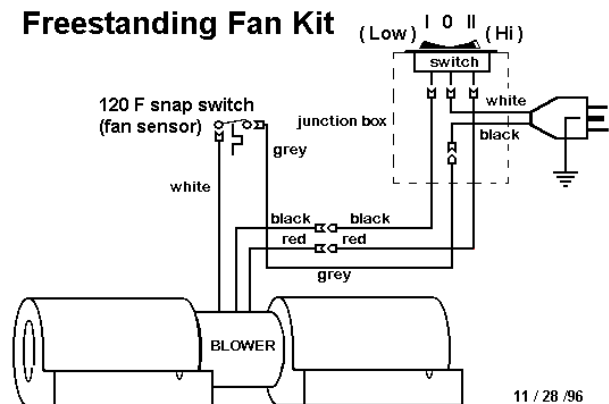 Freestanding Fan Kit
I O II
(Low) (Hi)
switch
120 F snap switch
(fan sensor)
junction box
white
black
grey
white
black black
red red
grey
BLOWER
11 / 28 /96